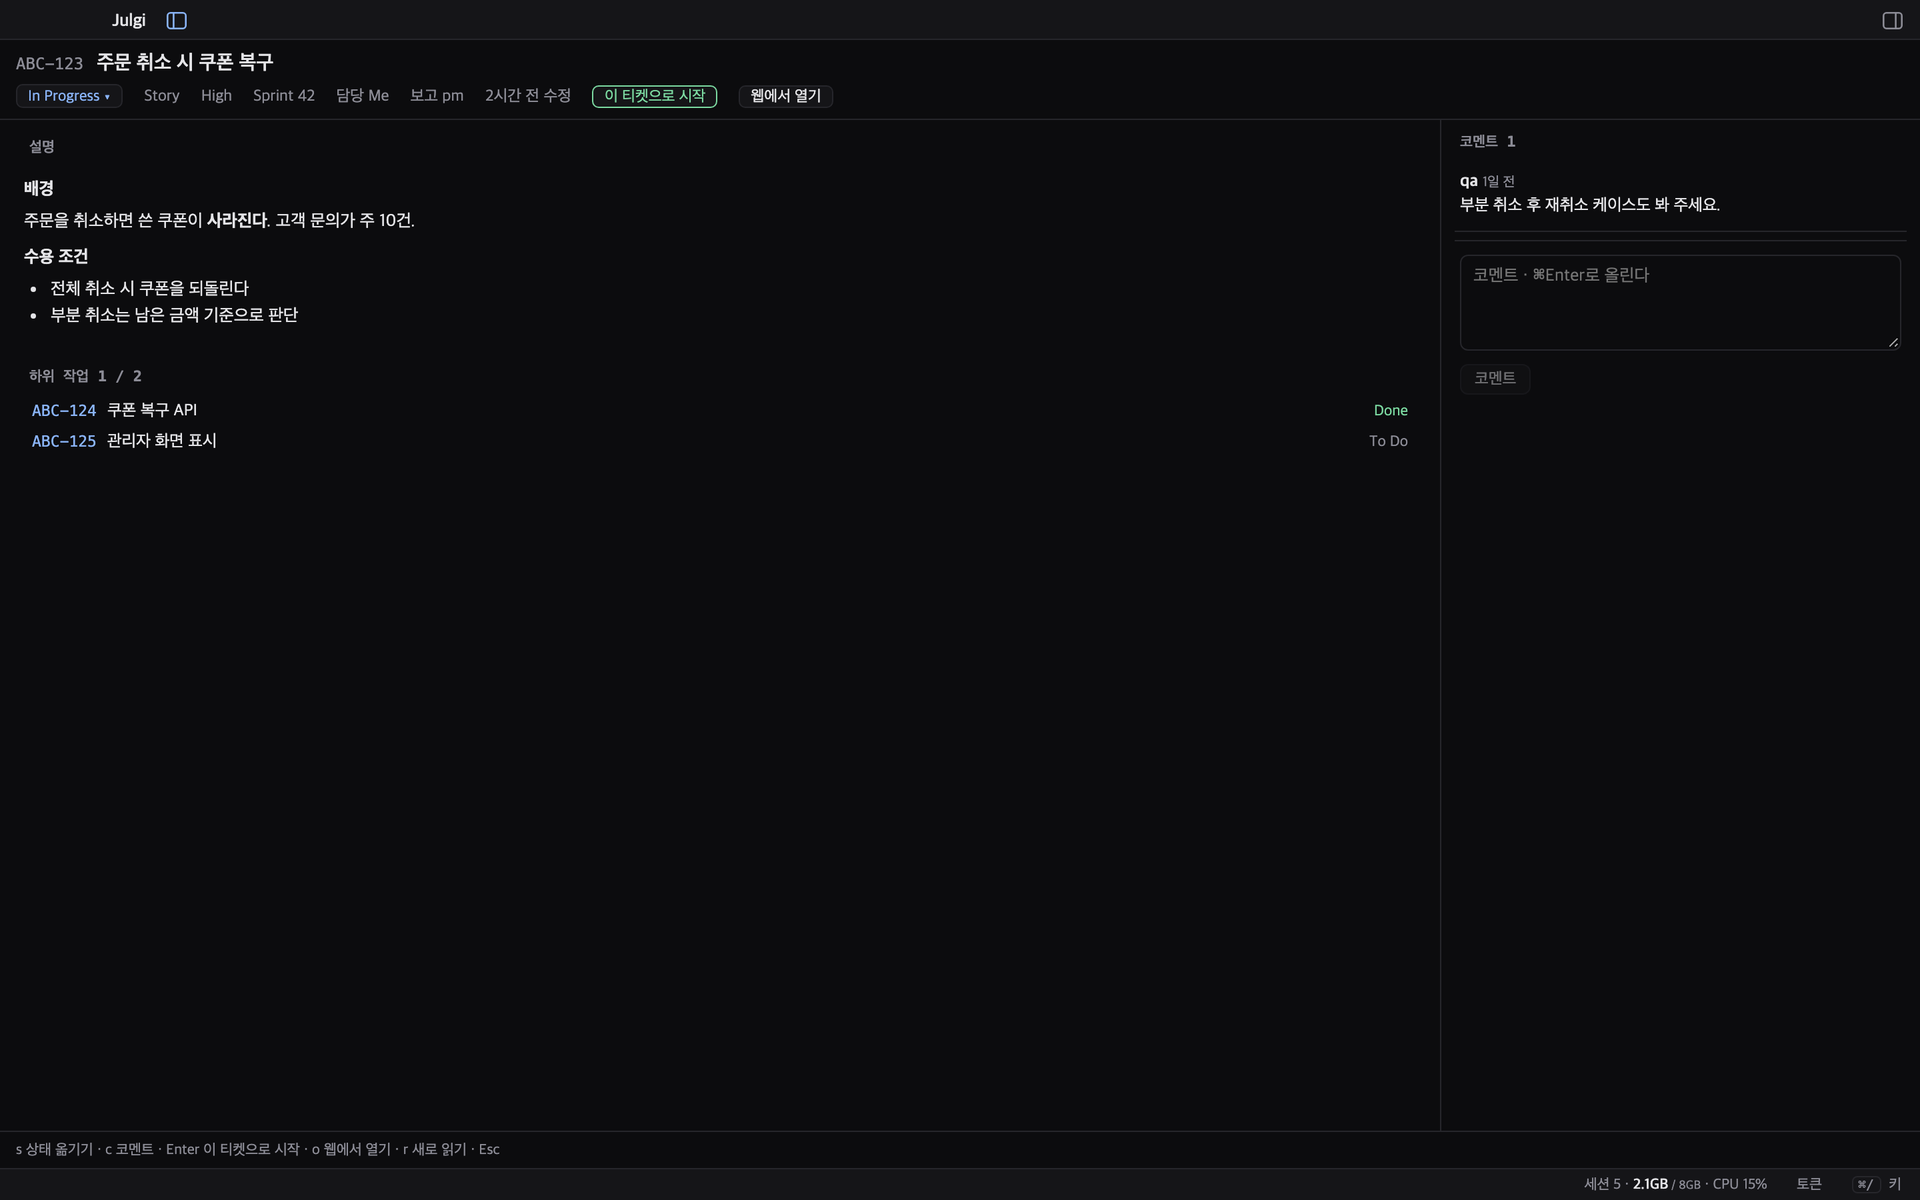 Julgi
ABC-123 주문 취소 시 쿠폰 복구
In Progress ▾ Story High Sprint 42 담당 Me 보고 pm 2시간 전 수정 이 티켓으로 시작 웹에서 열기
설명
배경
주문을 취소하면 쓴 쿠폰이 사라진다. 고객 문의가 주 10건.
수용 조건
• 전체 취소 시 쿠폰을 되돌린다
• 부분 취소는 남은 금액 기준으로 판단
하위 작업 1 / 2
ABC-124 쿠폰 복구 API Done
ABC-125 관리자 화면 표시 To Do
코멘트 1
qa 1일 전
부분 취소 후 재취소 케이스도 봐 주세요.
코멘트 · ⌘Enter로 올린다
코멘트
s 상태 옮기기 · c 코멘트 · Enter 이 티켓으로 시작 · o 웹에서 열기 · r 새로 읽기 · Esc
세션 5 · 2.1GB / 8GB · CPU 15% 토큰 ⌘/ 키